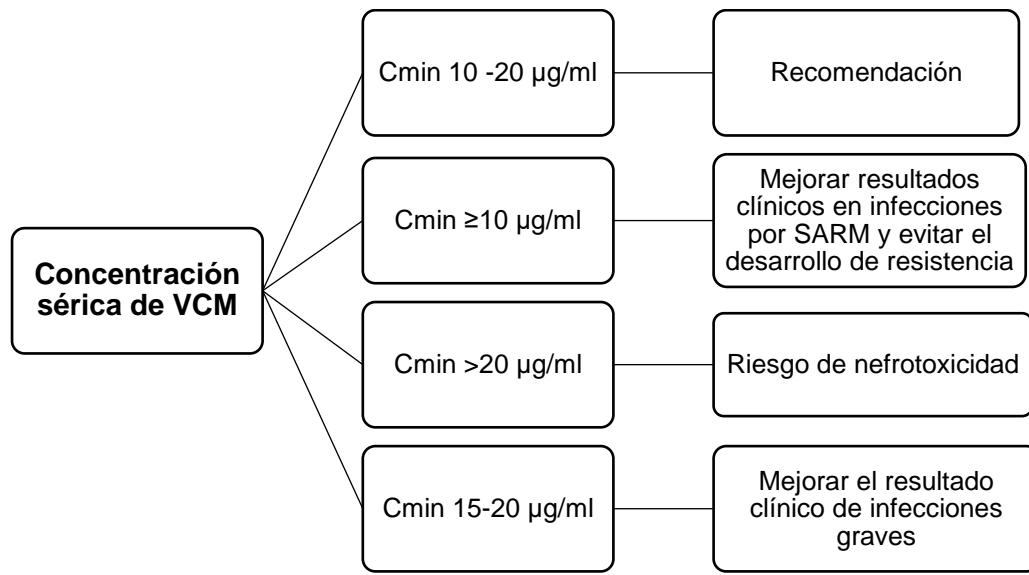 Concentración
sérica de VCM
Cmin 10 -20 µg/ml
Recomendación
Cmin ≥10 µg/ml
Mejorar resultados
clínicos en infecciones
por SARM y evitar el
desarrollo de resistencia
Cmin >20 µg/ml
Riesgo de nefrotoxicidad
Cmin 15-20 µg/ml
Mejorar el resultado
clínico de infecciones
graves